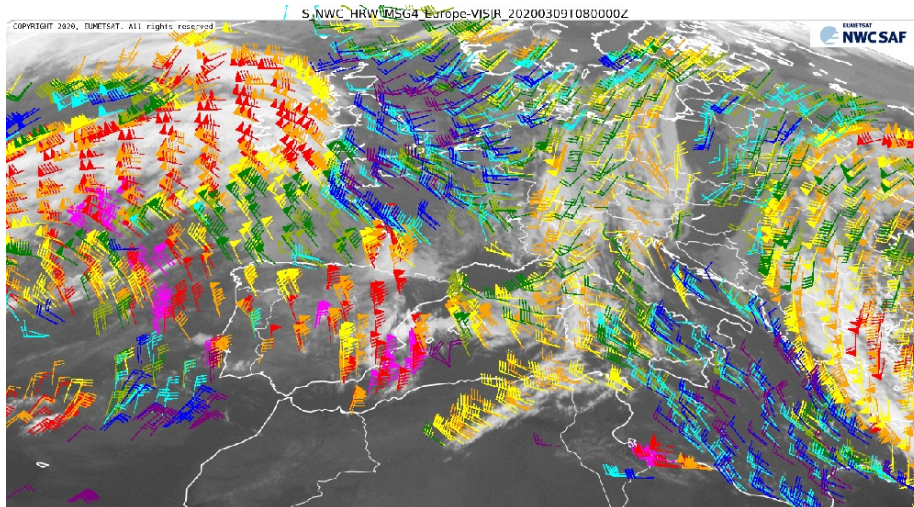 S_NWC_HRW_MSG4_Europe-VISIR_20200309T080000Z
COPYRIGHT 2020, EUMETSAT. All rights reserved
EUMETSAT
NWC SAF